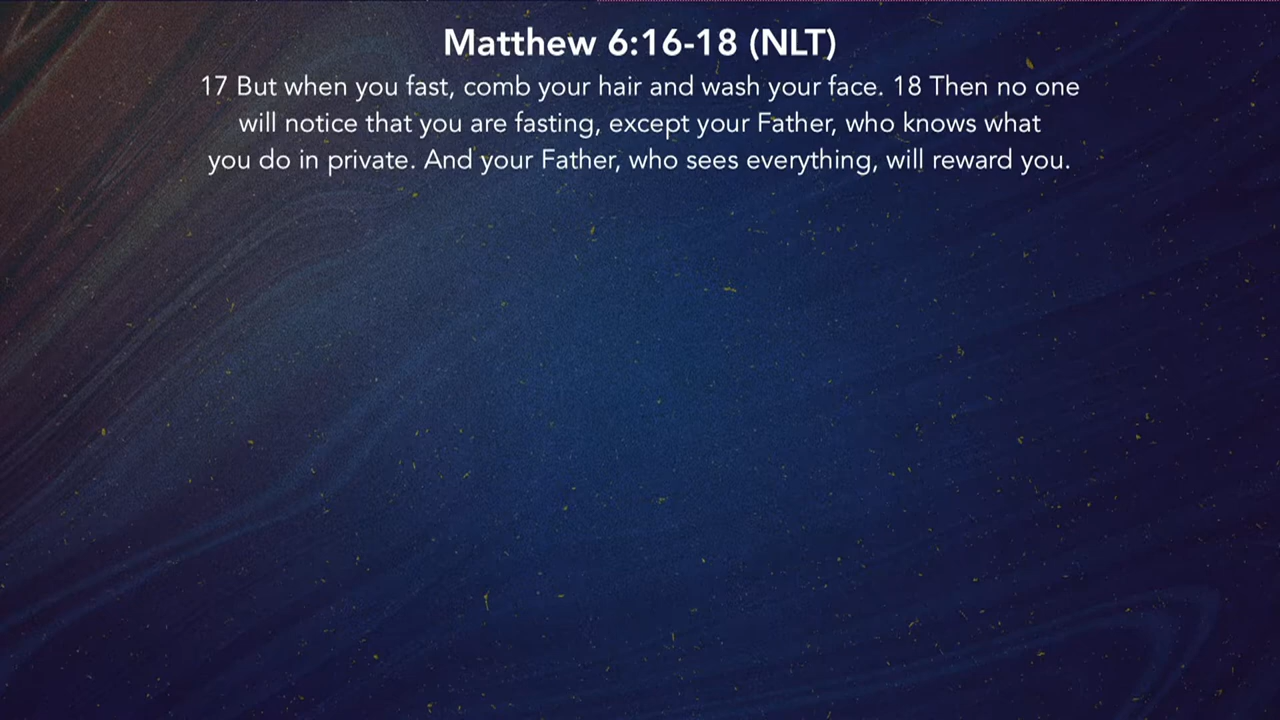 Matthew 6:16-18 (NLT)
17 But when you fast, comb your hair and wash your face. 18 Then no one
will notice that you are fasting, except your Father, who knows what
you do in private. And your Father, who sees everything, will reward you.